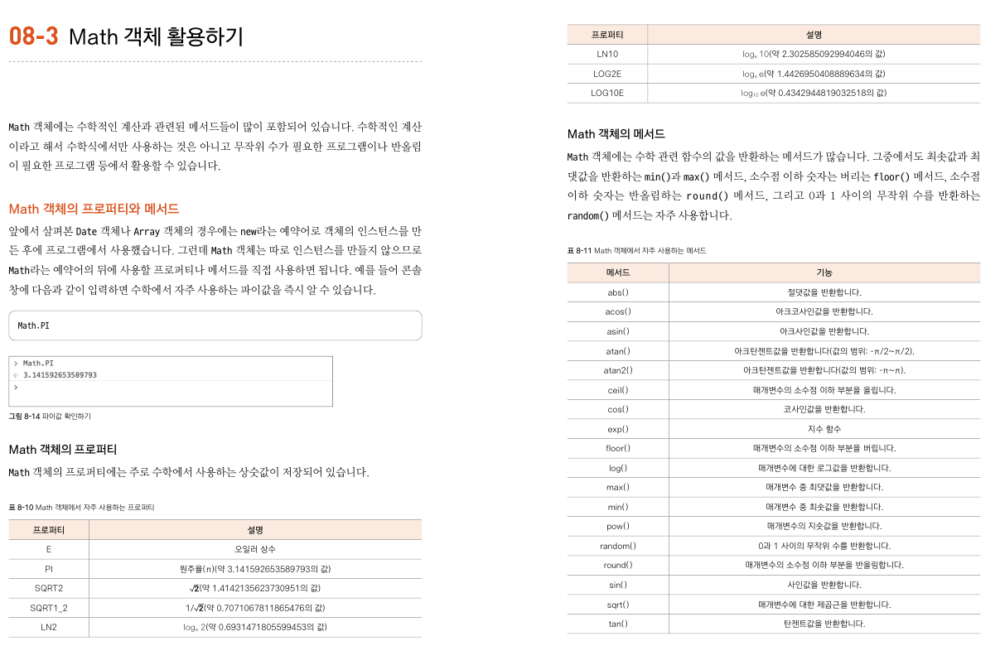 08-3 Math 객체 활용하기
Math 객체에는 수학적인 계산과 관련된 메서드들이 많이 포함되어 있습니다. 수학적인 계산
이라고 해서 수학식에서만 사용하는 것은 아니고 무작위 수가 필요한 프로그램이나 반올림
이 필요한 프로그램 등에서 활용할 수 있습니다.
Math 객체의 프로퍼티와 메서드
앞에서 살펴본 Date 객체나 Array 객체의 경우에는 new라는 예약어로 객체의 인스턴스를 만
든 후에 프로그램에서 사용했습니다. 그런데 Math 객체는 따로 인스턴스를 만들지 않으므로
Math라는 예약어의 뒤에 사용할 프로퍼티나 메서드를 직접 사용하면 됩니다. 예를 들어 콘솔
창에 다음과 같이 입력하면 수학에서 자주 사용하는 파이값을 즉시 알 수 있습니다.
Math.PI
> Math.PI
< 3.141592653589793
>
그림 8-14 파이값 확인하기
Math 객체의 프로퍼티
Math 객체의 프로퍼티에는 주로 수학에서 사용하는 상숫값이 저장되어 있습니다.
표 8-10 Math 객체에서 자주 사용하는 프로퍼티
프로퍼티 설명
E 오일러 상수
PI 원주율(π)(약 3.141592653589793의 값)
SQRT2 √2(약 1.4142135623730951의 값)
SQRT1_2 1/√2(약 0.7071067811865476의 값)
LN2 logₑ 2(약 0.6931471805599453의 값)
프로퍼티 설명
LN10 logₑ 10(약 2.302585092994046의 값)
LOG2E logₑ e(약 1.4426950408889634의 값)
LOG10E log₁₀ e(약 0.4342944819032518의 값)
Math 객체의 메서드
Math 객체에는 수학 관련 함수의 값을 반환하는 메서드가 많습니다. 그중에서도 최솟값과 최
댓값을 반환하는 min()과 max() 메서드, 소수점 이하 숫자는 버리는 floor() 메서드, 소수점
이하 숫자는 반올림하는 round() 메서드, 그리고 0과 1 사이의 무작위 수를 반환하는
random() 메서드는 자주 사용합니다.
표 8-11 Math 객체에서 자주 사용하는 메서드
메서드 기능
abs() 절댓값을 반환합니다.
acos() 아크코사인값을 반환합니다.
asin() 아크사인값을 반환합니다.
atan() 아크탄젠트값을 반환합니다(값의 범위: -π/2~π/2).
atan2() 아크탄젠트값을 반환합니다(값의 범위: -π~π).
ceil() 매개변수의 소수점 이하 부분을 올립니다.
cos() 코사인값을 반환합니다.
exp() 지수 함수
floor() 매개변수의 소수점 이하 부분을 버립니다.
log() 매개변수에 대한 로그값을 반환합니다.
max() 매개변수 중 최댓값을 반환합니다.
min() 매개변수 중 최솟값을 반환합니다.
pow() 매개변수의 지숫값을 반환합니다.
random() 0과 1 사이의 무작위 수를 반환합니다.
round() 매개변수의 소수점 이하 부분을 반올림합니다.
sin() 사인값을 반환합니다.
sqrt() 매개변수에 대한 제곱근을 반환합니다.
tan() 탄젠트값을 반환합니다.